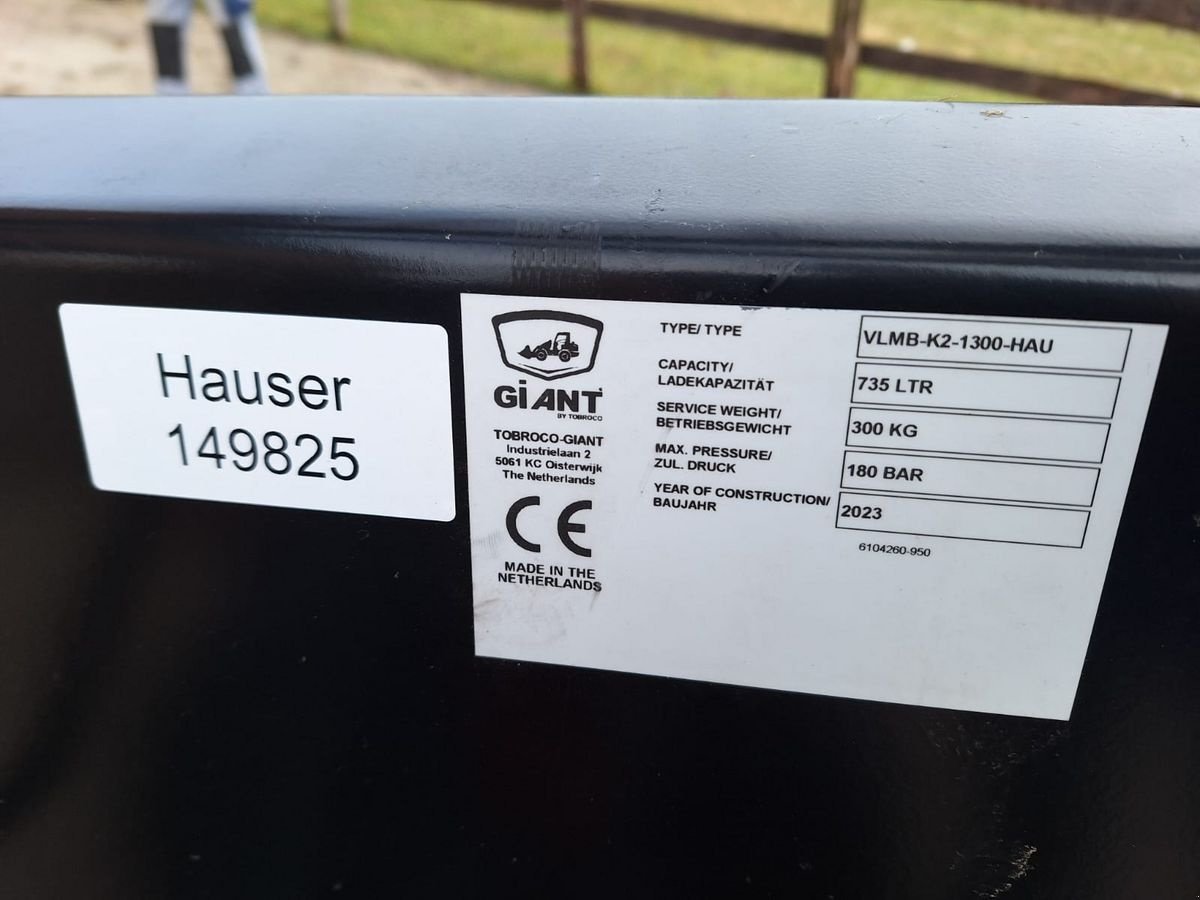 Hauser
149825
GiANT
BY TOBROCO
TOBROCO-GIANT
Industrielaan 2
5061 KC Oisterwijk
The Netherlands
CE
MADE IN THE
NETHERLANDS
TYPE/ TYPE
VLMB-K2-1300-HAU
CAPACITY/
LADEKAPAZITÄT
735 LTR
SERVICE WEIGHT/
BETRIEBSGEWICHT
300 KG
MAX. PRESSURE/
ZUL. DRUCK
180 BAR
YEAR OF CONSTRUCTION/
BAUJAHR
2023
6104260-950